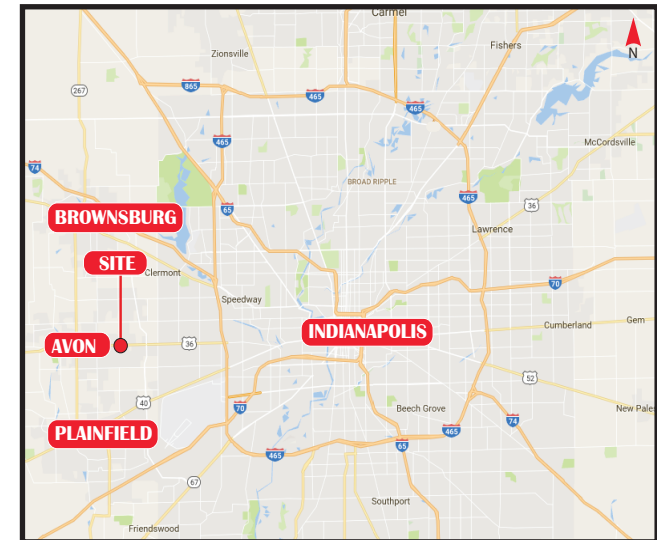 Carmel
N
Zionsville
Fishers
865
267
465
465
McCordsville
74
BROAD RIPPLE
465
36
65
BROWNSBURG
Lawrence
SITE
Clermont
70
Speedway
INDIANAPOLIS
Cumberland
Gem
AVON
36
52
40
70
Beech Grove
New Pale
74
PLAINFIELD
465
65
465
67
Southport
Friendswood